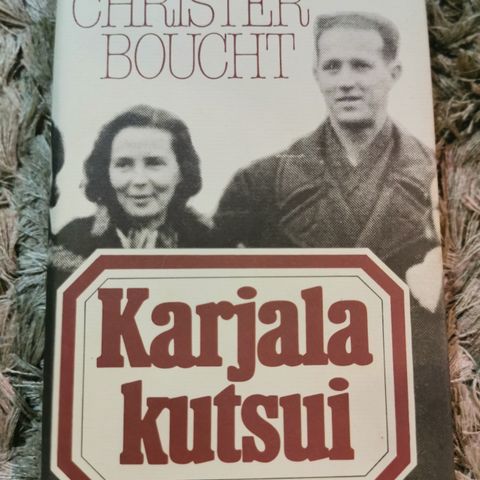 CHRISTER
BOUCHT
Karjala
kutsui